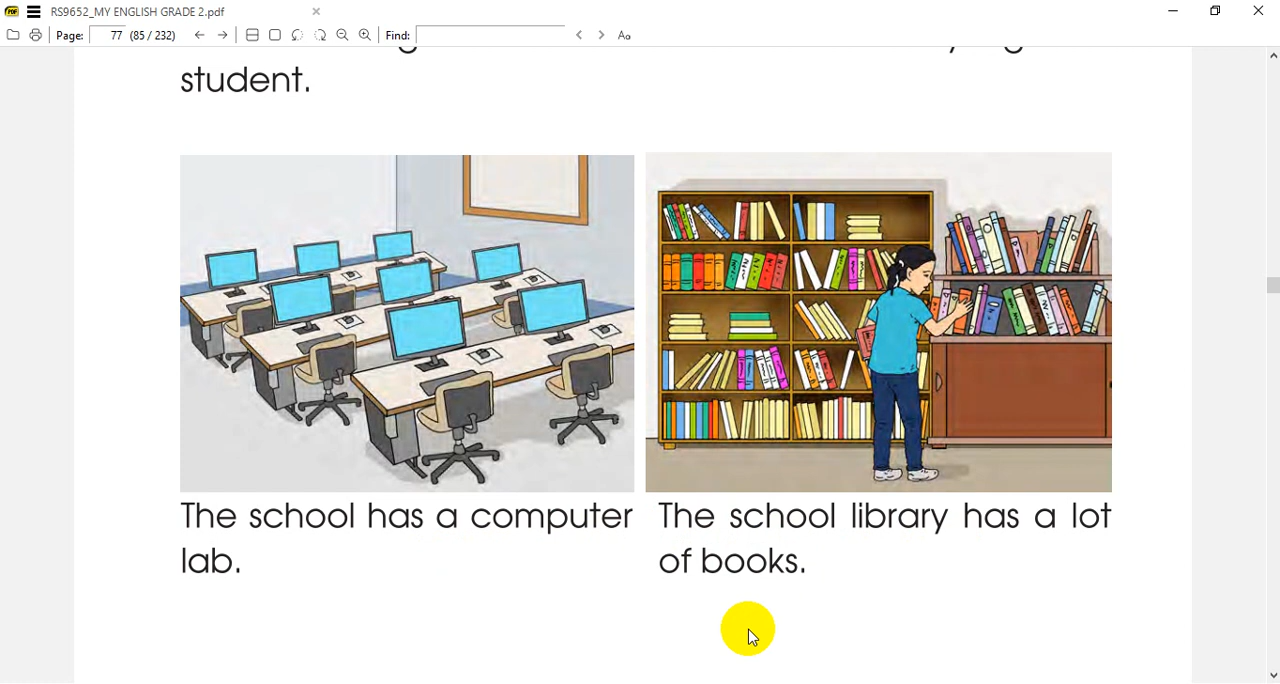 RS9652_MY ENGLISH GRADE 2.pdf
Page: 77 (85 / 232) Find: Aa
student.
The school has a computer
lab.
The school library has a lot
of books.